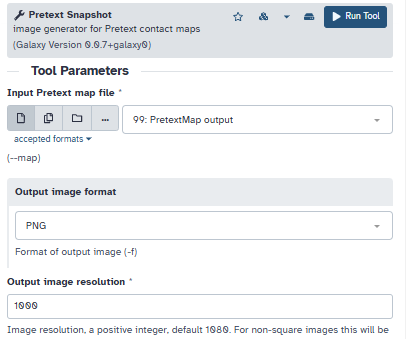 Pretext Snapshot
image generator for Pretext contact maps
(Galaxy Version 0.0.7+galaxy0)
Run Tool
Tool Parameters
Input Pretext map file *
99: PretextMap output
accepted formats
(--map)
Output image format
PNG
Format of output image (-f)
Output image resolution *
1000
Image resolution, a positive integer, default 1080. For non-square images this will be